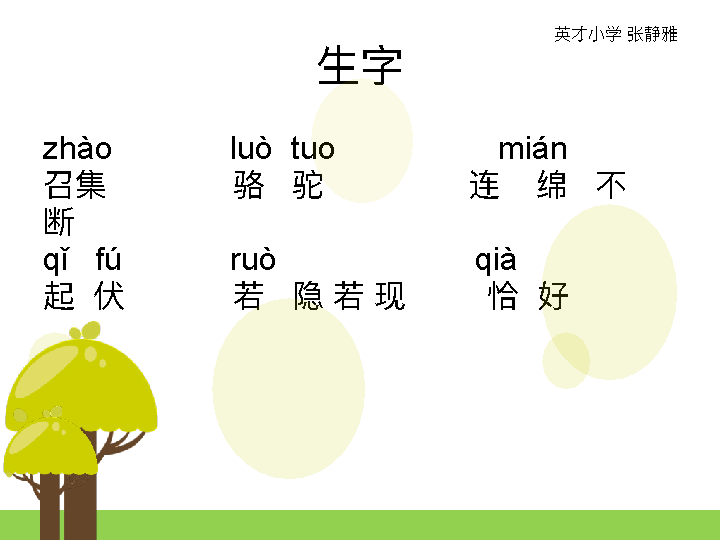 英才小学 张静雅
生字
zhào luò tuo mián
召集 骆 驼 连 绵 不
断
qǐ fú ruò qià
起 伏 若 隐 若 现 恰 好